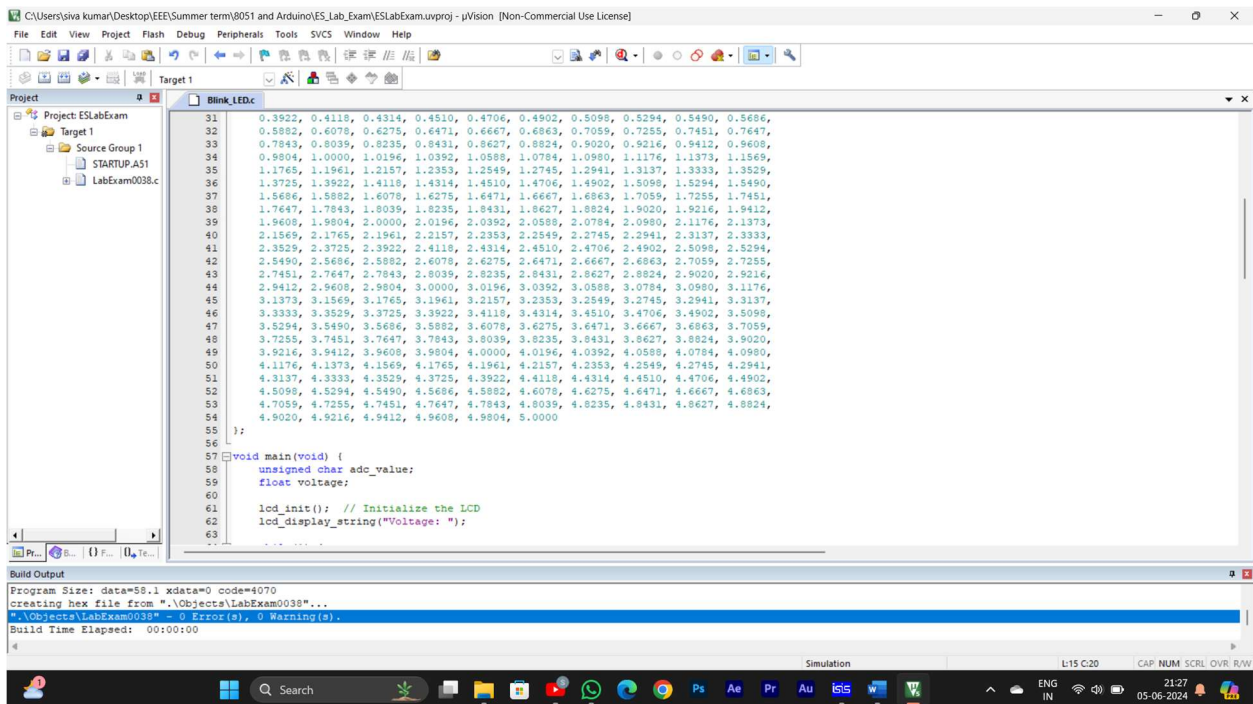 C:\Users\siva kumar\Desktop\EEE\Summer term\8051 and Arduino\ES_Lab_Exam\ESLabExam.uvproj - µVision [Non-Commercial Use License]
File Edit View Project Flash Debug Peripherals Tools SVCS Window Help
Target 1
Project
Project: ESLabExam
Target 1
Source Group 1
STARTUP.A51
LabExam0038.c
Pr... B... {} F... Te...
Blink_LED.c
31 0.3922, 0.4118, 0.4314, 0.4510, 0.4706, 0.4902, 0.5098, 0.5294, 0.5490, 0.5686,
32 0.5882, 0.6078, 0.6275, 0.6471, 0.6667, 0.6863, 0.7059, 0.7255, 0.7451, 0.7647,
33 0.7843, 0.8039, 0.8235, 0.8431, 0.8627, 0.8824, 0.9020, 0.9216, 0.9412, 0.9608,
34 0.9804, 1.0000, 1.0196, 1.0392, 1.0588, 1.0784, 1.0980, 1.1176, 1.1373, 1.1569,
35 1.1765, 1.1961, 1.2157, 1.2353, 1.2549, 1.2745, 1.2941, 1.3137, 1.3333, 1.3529,
36 1.3725, 1.3922, 1.4118, 1.4314, 1.4510, 1.4706, 1.4902, 1.5098, 1.5294, 1.5490,
37 1.5686, 1.5882, 1.6078, 1.6275, 1.6471, 1.6667, 1.6863, 1.7059, 1.7255, 1.7451,
38 1.7647, 1.7843, 1.8039, 1.8235, 1.8431, 1.8627, 1.8824, 1.9020, 1.9216, 1.9412,
39 1.9608, 1.9804, 2.0000, 2.0196, 2.0392, 2.0588, 2.0784, 2.0980, 2.1176, 2.1373,
40 2.1569, 2.1765, 2.1961, 2.2157, 2.2353, 2.2549, 2.2745, 2.2941, 2.3137, 2.3333,
41 2.3529, 2.3725, 2.3922, 2.4118, 2.4314, 2.4510, 2.4706, 2.4902, 2.5098, 2.5294,
42 2.5490, 2.5686, 2.5882, 2.6078, 2.6275, 2.6471, 2.6667, 2.6863, 2.7059, 2.7255,
43 2.7451, 2.7647, 2.7843, 2.8039, 2.8235, 2.8431, 2.8627, 2.8824, 2.9020, 2.9216,
44 2.9412, 2.9608, 2.9804, 3.0000, 3.0196, 3.0392, 3.0588, 3.0784, 3.0980, 3.1176,
45 3.1373, 3.1569, 3.1765, 3.1961, 3.2157, 3.2353, 3.2549, 3.2745, 3.2941, 3.3137,
46 3.3333, 3.3529, 3.3725, 3.3922, 3.4118, 3.4314, 3.4510, 3.4706, 3.4902, 3.5098,
47 3.5294, 3.5490, 3.5686, 3.5882, 3.6078, 3.6275, 3.6471, 3.6667, 3.6863, 3.7059,
48 3.7255, 3.7451, 3.7647, 3.7843, 3.8039, 3.8235, 3.8431, 3.8627, 3.8824, 3.9020,
49 3.9216, 3.9412, 3.9608, 3.9804, 4.0000, 4.0196, 4.0392, 4.0588, 4.0784, 4.0980,
50 4.1176, 4.1373, 4.1569, 4.1765, 4.1961, 4.2157, 4.2353, 4.2549, 4.2745, 4.2941,
51 4.3137, 4.3333, 4.3529, 4.3725, 4.3922, 4.4118, 4.4314, 4.4510, 4.4706, 4.4902,
52 4.5098, 4.5294, 4.5490, 4.5686, 4.5882, 4.6078, 4.6275, 4.6471, 4.6667, 4.6863,
53 4.7059, 4.7255, 4.7451, 4.7647, 4.7843, 4.8039, 4.8235, 4.8431, 4.8627, 4.8824,
54 4.9020, 4.9216, 4.9412, 4.9608, 4.9804, 5.0000
55 };
56
57 void main(void) {
58 unsigned char adc_value;
59 float voltage;
60
61 lcd_init(); // Initialize the LCD
62 lcd_display_string("Voltage: ");
63
Build Output
Program Size: data=58.1 xdata=0 code=4070
creating hex file from ".\Objects\LabExam0038"...
".\Objects\LabExam0038" - 0 Error(s), 0 Warning(s).
Build Time Elapsed: 00:00:00
Simulation L:15 C:20 CAP NUM SCRL OVR R/W
1 Search Ps Ae Pr Au isis ENG IN 21:27 05-06-2024